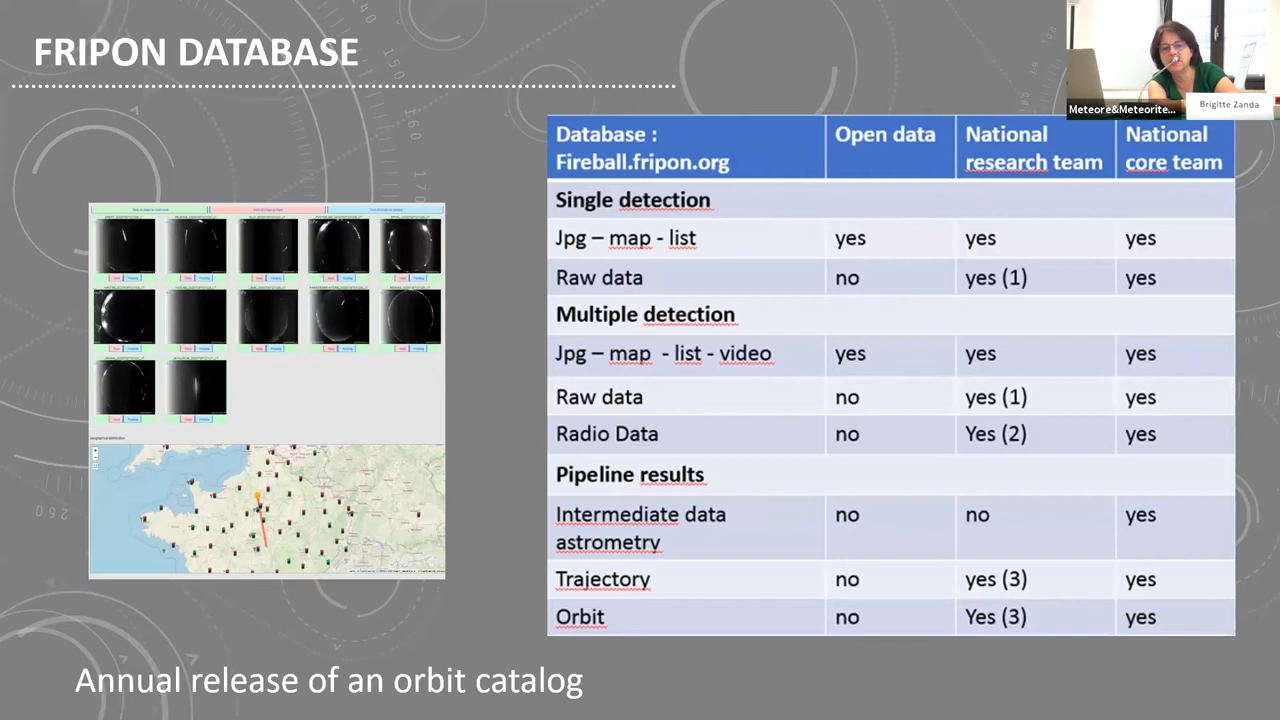 FRIPON DATABASE
Meteore&Meteorite...
Brigitte Zanda
Database : Open data National National
Fireball.fripon.org research team core team
Single detection
Jpg – map - list yes yes yes
Raw data no yes (1) yes
Multiple detection
Jpg – map - list - video yes yes yes
Raw data no yes (1) yes
Radio Data no Yes (2) yes
Pipeline results
Intermediate data no no yes
astrometry
Trajectory no yes (3) yes
Orbit no Yes (3) yes
Annual release of an orbit catalog